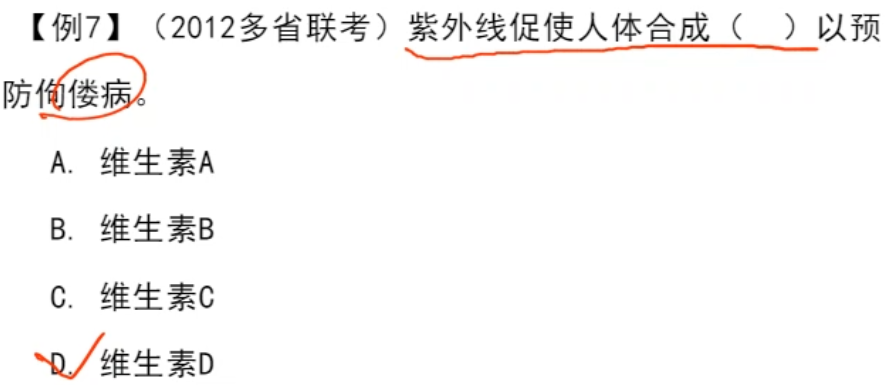 【例7】（2012多省联考）紫外线促使人体合成（ ）以预
防佝偻病。
A. 维生素A
B. 维生素B
C. 维生素C
D. 维生素D